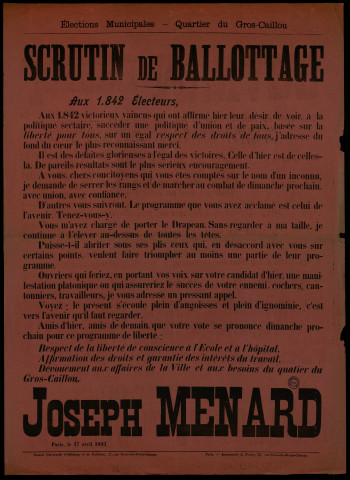 Élections Municipales – Quartier du Gros-Caillou
SCRUTIN DE BALLOTTAGE
Aux 1.842 Électeurs,
Aux 1.842 victorieux vaincus qui ont affirmé hier leur désir de voir, à la
politique sectaire, succéder une politique d'union et de paix, basée sur la
liberté pour tous, sur un égal respect des droits de tous, j'adresse du
fond du cœur le plus reconnaissant merci.
Il est des défaites glorieuses à l'égal des victoires. Celle d'hier est de celles-
là. De pareils résultats sont le plus sérieux encouragement.
A vous, chers concitoyens qui vous êtes comptés sur le nom d'un inconnu,
je demande de serrer les rangs et de marcher au combat de dimanche prochain,
avec union, avec confiance.
D'autres vous suivront. Le programme que vous avez acclamé est celui de
l'avenir. Tenez-vous-y.
Vous m'avez chargé de porter le Drapeau. Sans regarder à ma taille, je
continue à l'élever au-dessus de toutes les têtes.
Puisse-t-il abriter sous ses plis ceux qui, en désaccord avec vous sur
certains points, veulent faire triompher au moins une partie de leur pro-
gramme.
Ouvriers qui feriez, en portant vos voix sur votre candidat d'hier, une mani-
festation platonique ou qui assureriez le succès de votre ennemi, cochers, can-
tonniers, travailleurs, je vous adresse un pressant appel.
Voyez : le présent s'écoule plein d'angoisses et plein d'ignominie, c'est
vers l'avenir qu'il faut regarder.
Amis d'hier, amis de demain, que votre vote se prononce dimanche pro-
chain pour ce programme de liberté :
Respect de la liberté de conscience à l'École et à l'hôpital.
Affirmation des droits et garantie des intérêts du travail.
Dévouement aux affaires de la Ville et aux besoins du quatier du
Gros-Caillou.
JOSEPH MENARD
Paris, le 17 avril 1893.